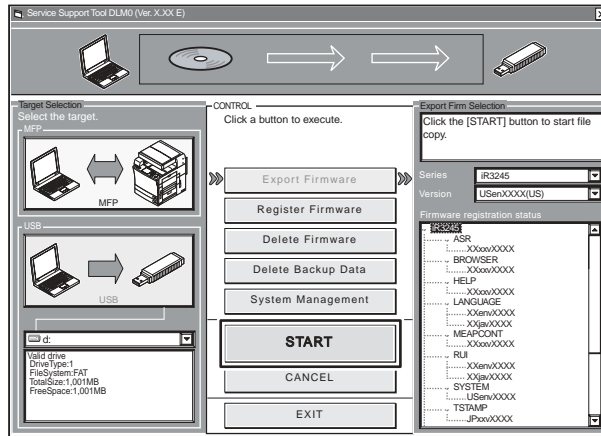 Service Support Tool DLM0 (Ver. X.XX E)
Target Selection
Select the target.
MFP
MFP
USB
USB
d:
Valid drive
DriveType:1
FileSystem:FAT
TotalSize:1,001MB
FreeSpace:1,001MB
CONTROL
Click a button to execute.
Export Firmware
Register Firmware
Delete Firmware
Delete Backup Data
System Management
START
CANCEL
EXIT
Export Firm Selection
Click the [START] button to start file
copy.
Series
iR3245
Version
USenXXXX(US)
Firmware registration status
iR3245
ASR
XXxxvXXXX
BROWSER
XXxxvXXXX
HELP
XXxxvXXXX
LANGUAGE
XXenvXXXX
XXjavXXXX
MEAPCONT
XXxxvXXXX
RUI
XXenvXXXX
XXjavXXXX
SYSTEM
USenvXXXX
TSTAMP
JPxxvXXXX